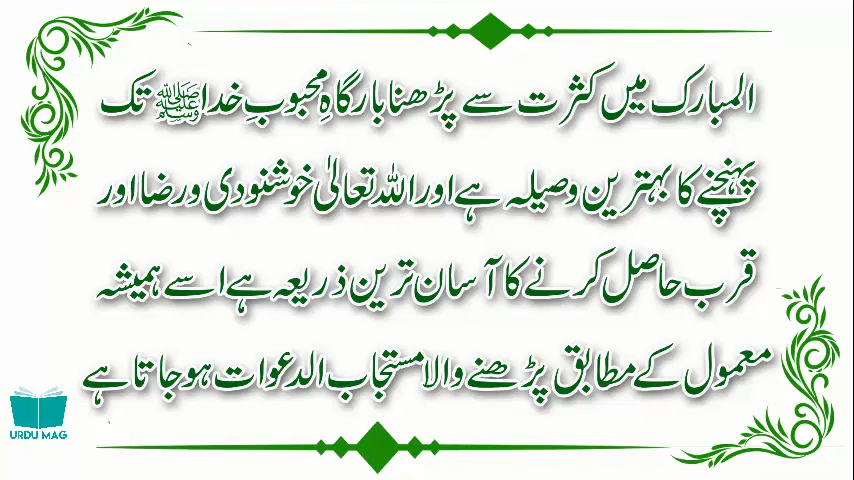 المبارک میں کثرت سے پڑھنا بارگاہِ محبوبِ خدا ﷺ تک
پہنچنے کا بہترین وصیلہ ہے اور اللہ تعالیٰ خوشنودی و رضا اور
قرب حاصل کرنے کا آسان ترین ذریعہ ہے اسے ہمیشہ
معمول کے مطابق پڑھنے والا مستجاب الدعوات ہو جاتا ہے
URDU MAG